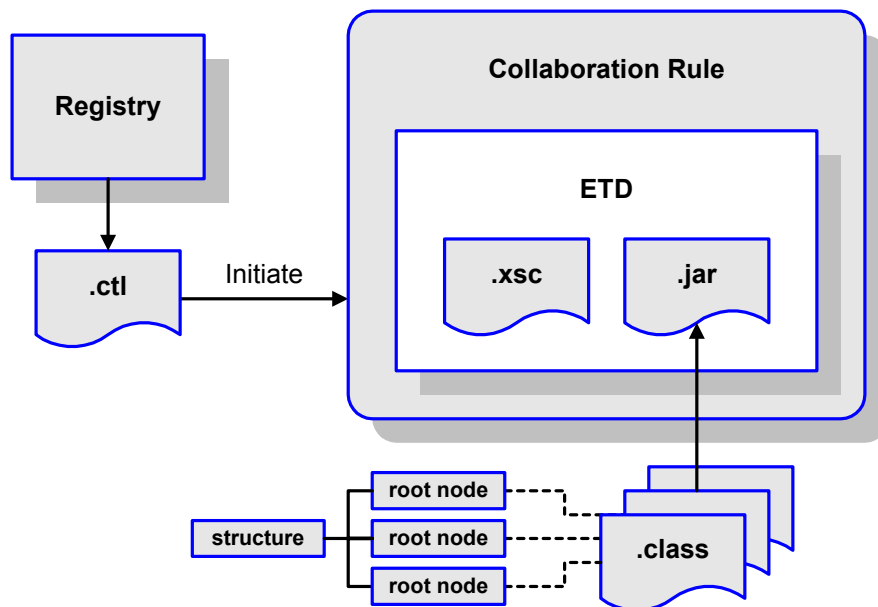 Collaboration Rule
Registry
ETD
.xsc
.jar
.ctl
Initiate
root node
structure
root node
root node
.class